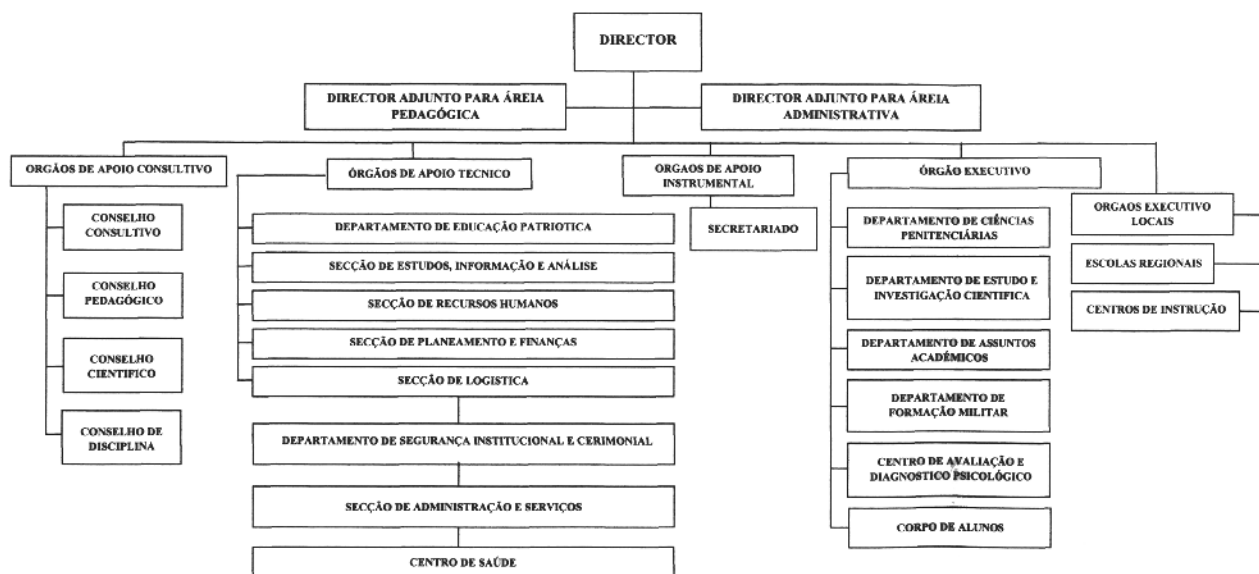 DIRECTOR
DIRECTOR ADJUNTO PARA ÁREIA
PEDAGÓGICA
DIRECTOR ADJUNTO PARA ÁREIA
ADMINISTRATIVA
ORGÃOS DE APOIO CONSULTIVO
CONSELHO
CONSULTIVO
CONSELHO
PEDAGÓGICO
CONSELHO
CIENTIFICO
CONSELHO DE
DISCIPLINA
ÓRGÃOS DE APOIO TECNICO
DEPARTAMENTO DE EDUCAÇÃO PATRIOTICA
SECÇÃO DE ESTUDOS, INFORMAÇÃO E ANÁLISE
SECÇÃO DE RECURSOS HUMANOS
SECÇÃO DE PLANEAMENTO E FINANÇAS
SECÇÃO DE LOGISTICA
DEPARTAMENTO DE SEGURANÇA INSTITUCIONAL E CERIMONIAL
SECÇÃO DE ADMINISTRAÇÃO E SERVIÇOS
CENTRO DE SAÚDE
ORGAOS DE APOIO
INSTRUMENTAL
SECRETARIADO
ÓRGÃO EXECUTIVO
DEPARTAMENTO DE CIÊNCIAS
PENITENCIÁRIAS
DEPARTAMENTO DE ESTUDO E
INVESTIGAÇÃO CIENTIFICA
DEPARTAMENTO DE ASSUNTOS
ACADÉMICOS
DEPARTAMENTO DE
FORMAÇÃO MILITAR
CENTRO DE AVALIAÇÃO E
DIAGNOSTICO PSICOLÓGICO
CORPO DE ALUNOS
ORGAOS EXECUTIVO
LOCAIS
ESCOLAS REGIONAIS
CENTROS DE INSTRUÇÃO